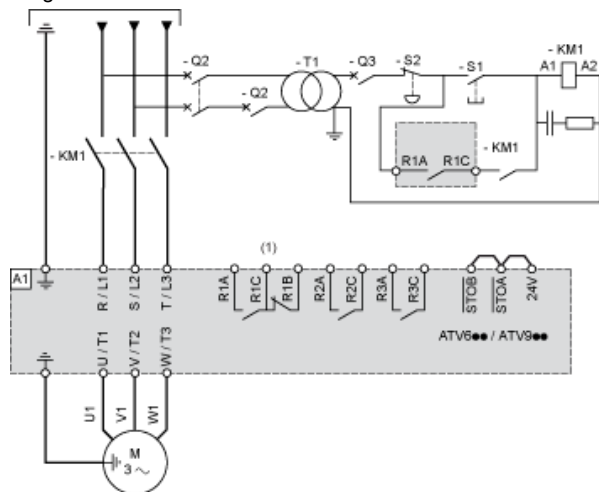 - Q2
- T1
- Q3
- S2
- S1
- KM1
A1 A2
- Q2
- KM1
R1A R1C
- KM1
(1)
A1
R / L1
S / L2
T / L3
R1A
R1C
R1B
R2A
R2C
R3A
R3C
STOB
STOA
24V
ATV6●● / ATV9●●
U / T1
V / T2
W / T3
U1
V1
W1
M
3 ~